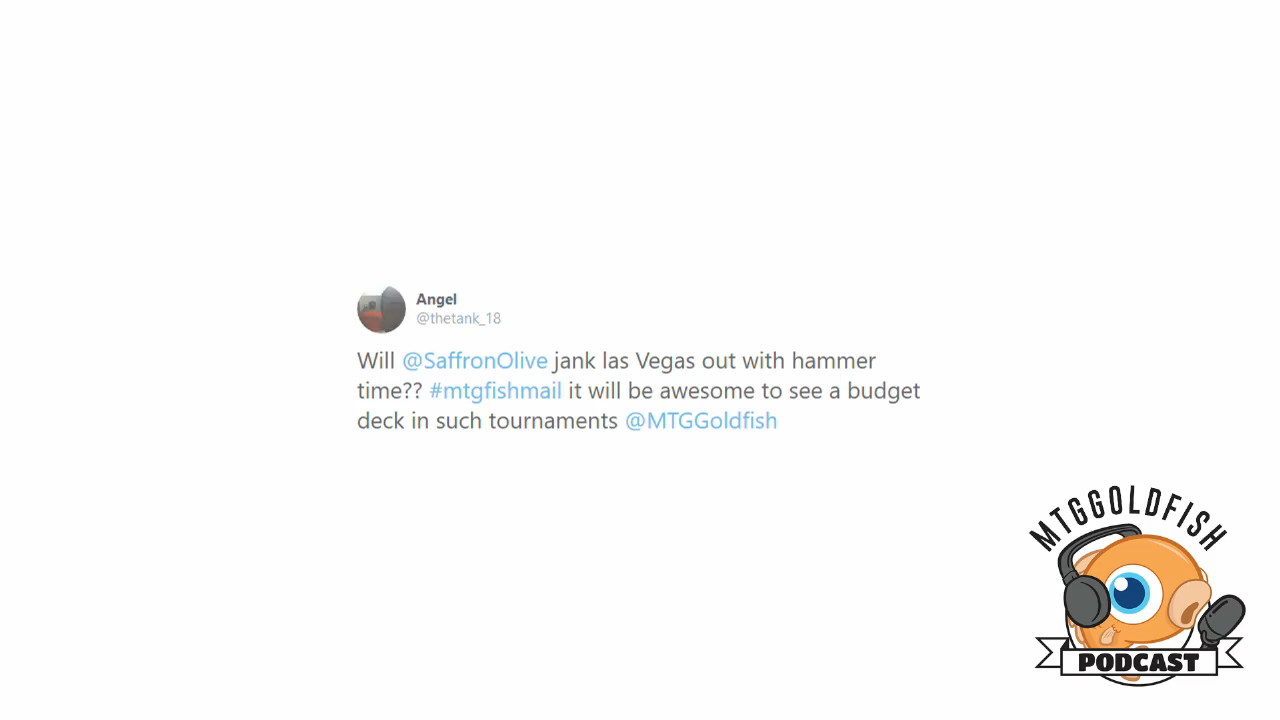 Angel
@thetank_18
Will @SaffronOlive jank las Vegas out with hammer
time?? #mtgfishmail it will be awesome to see a budget
deck in such tournaments @MTGGoldfish
MTGGOLDFISH
PODCAST